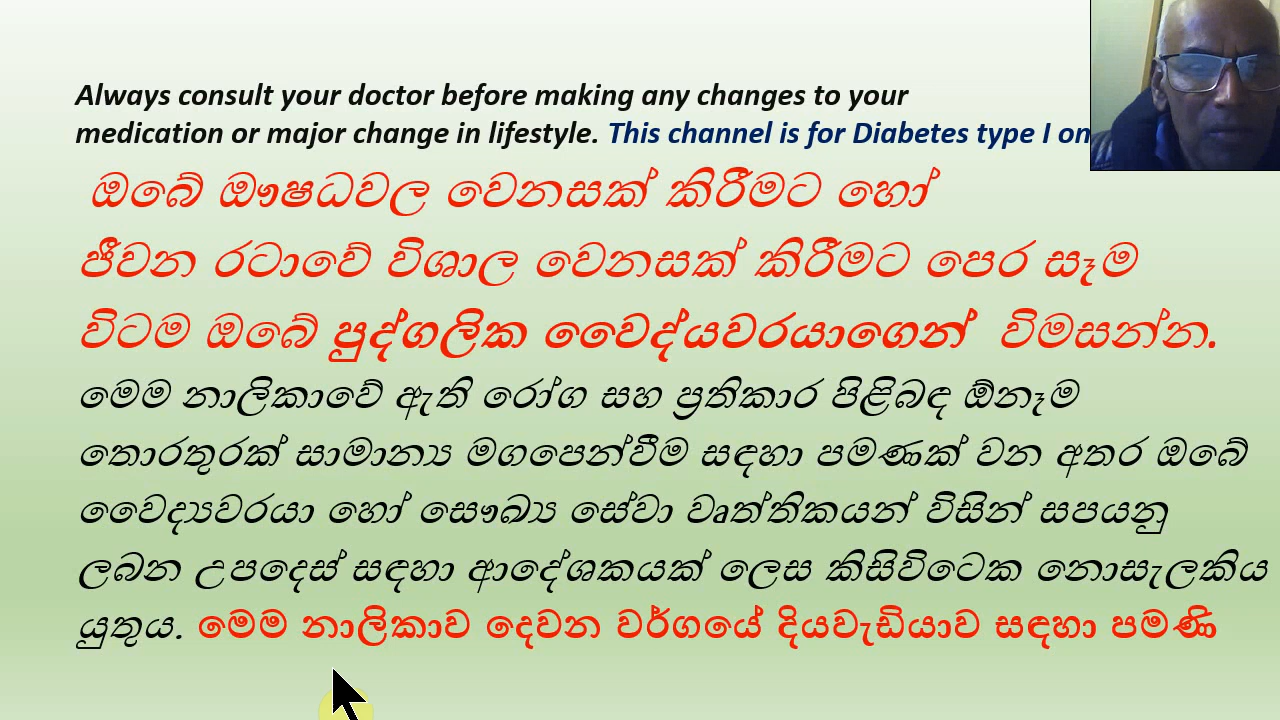 Always consult your doctor before making any changes to your
medication or major change in lifestyle. This channel is for Diabetes type I
ඔබේ ඖෂධවල වෙනසක් කිරීමට හෝ
ජීවන රටාවේ විශාල වෙනසක් කිරීමට පෙර සෑම
විටම ඔබේ පුද්ගලික වෛද්යවරයාගෙන් විමසන්න.
මෙම නාලිකාවේ ඇති රෝග සහ ප්‍රතිකාර පිළිබඳ ඕනෑම
තොරතුරක් සාමාන්‍ය මගපෙන්වීම සඳහා පමණක් වන අතර ඔබේ
වෛද්‍යවරයා හෝ සෞඛ්‍ය සේවා වෘත්තිකයන් විසින් සපයනු
ලබන උපදෙස් සඳහා ආදේශකයක් ලෙස කිසිවිටෙක නොසැලකිය
යුතුය. මෙම නාලිකාව දෙවන වර්ගයේ දියවැඩියාව සඳහා පමණි